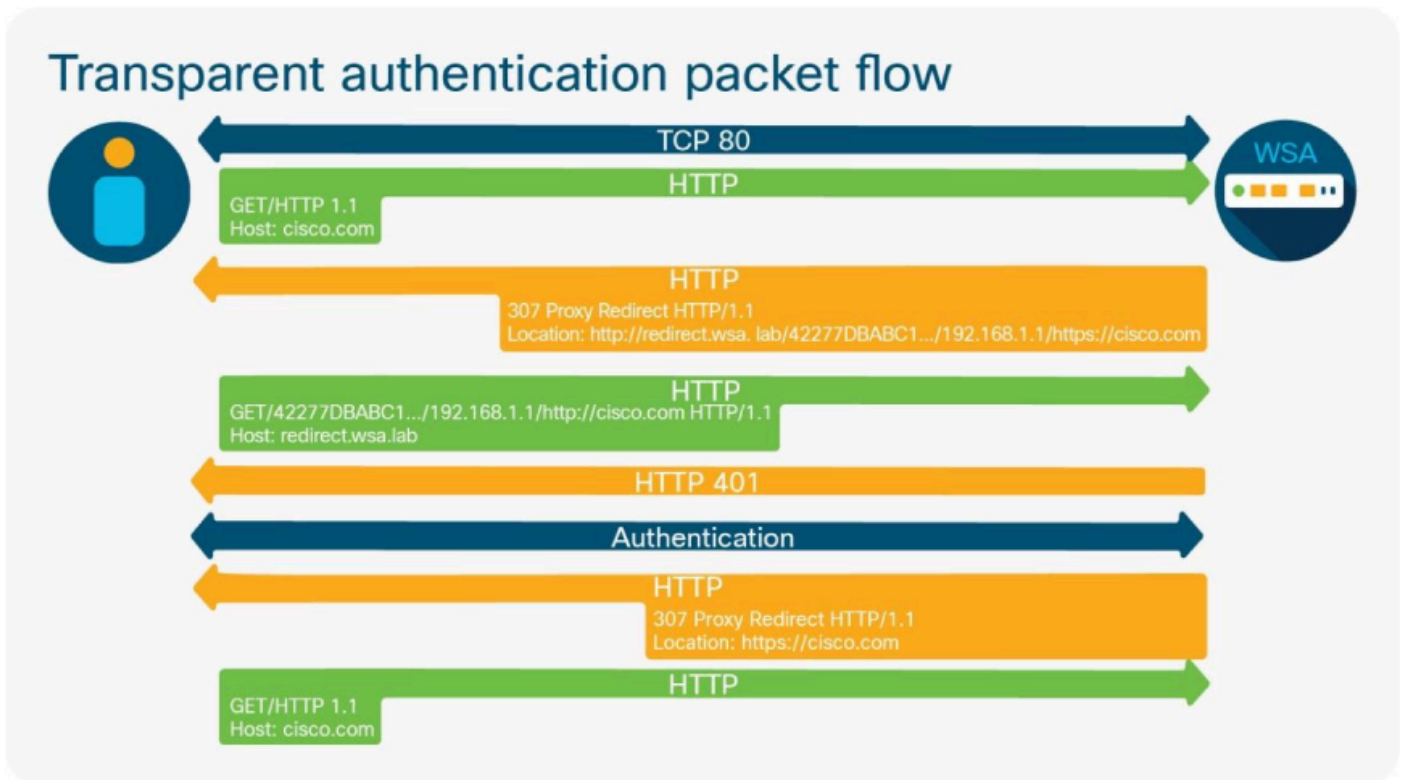 Transparent authentication packet flow
TCP 80
WSA
HTTP
GET/HTTP 1.1
Host: cisco.com
HTTP
307 Proxy Redirect HTTP/1.1
Location: http://redirect.wsa. lab/42277DBABC1.../192.168.1.1/https://cisco.com
HTTP
GET/42277DBABC1.../192.168.1.1/http://cisco.com HTTP/1.1
Host: redirect.wsa.lab
HTTP 401
Authentication
HTTP
307 Proxy Redirect HTTP/1.1
Location: https://cisco.com
HTTP
GET/HTTP 1.1
Host: cisco.com